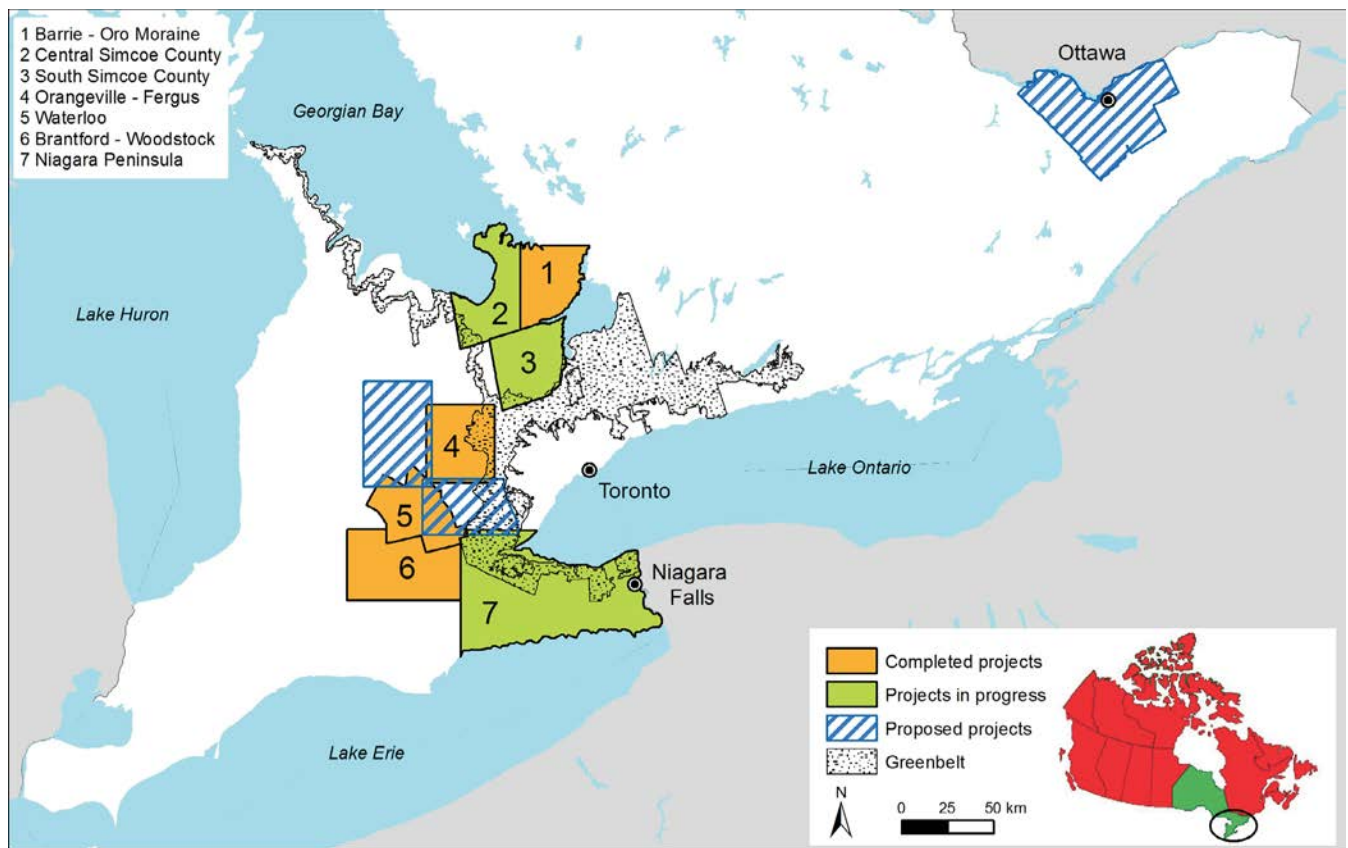 1 Barrie - Oro Moraine
2 Central Simcoe County
3 South Simcoe County
4 Orangeville - Fergus
5 Waterloo
6 Brantford - Woodstock
7 Niagara Peninsula
Ottawa
Georgian Bay
1
2
Lake Huron
3
4
Lake Ontario
Toronto
5
6
Niagara
Falls
7
Completed projects
Projects in progress
Proposed projects
Greenbelt
Lake Erie
N
0 25 50 km